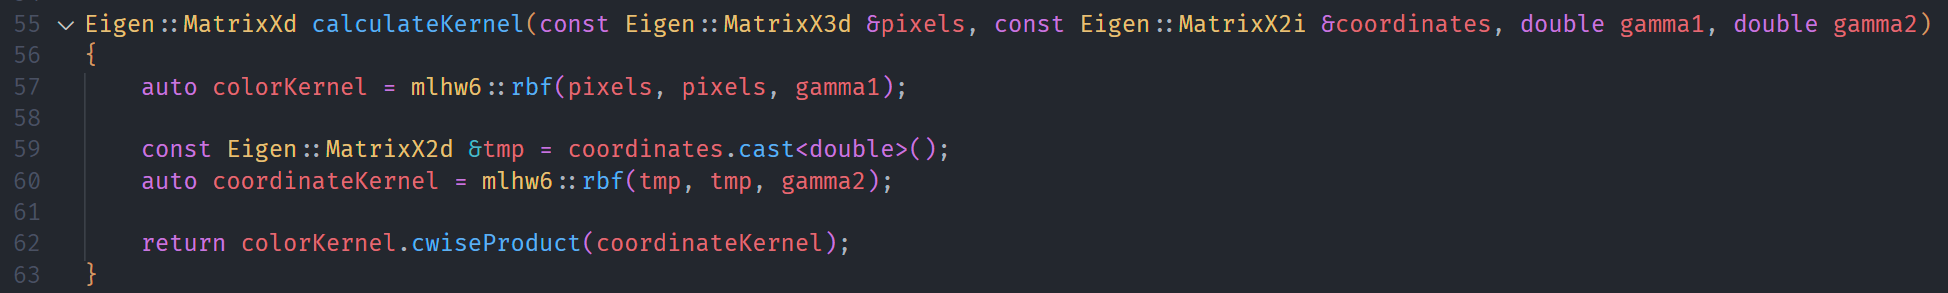 55 Eigen::MatrixXd calculateKernel(const Eigen::MatrixX3d &pixels, const Eigen::MatrixX2i &coordinates, double gamma1, double gamma2)
56 {
57     auto colorKernel = mlhw6::rbf(pixels, pixels, gamma1);
58
59     const Eigen::MatrixX2d &tmp = coordinates.cast<double>();
60     auto coordinateKernel = mlhw6::rbf(tmp, tmp, gamma2);
61
62     return colorKernel.cwiseProduct(coordinateKernel);
63 }